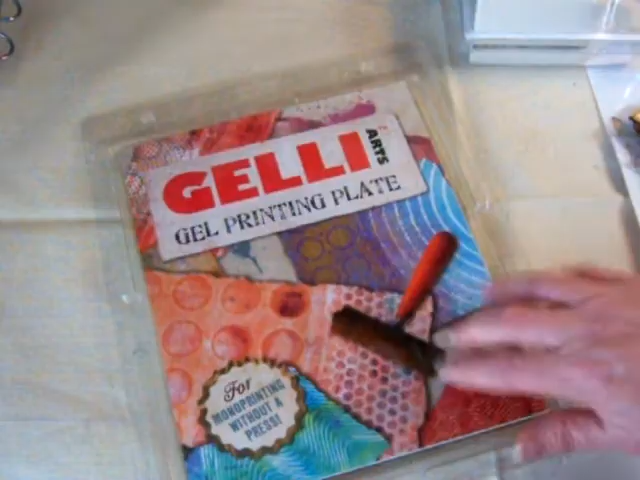 GELLI
ARTS
GEL PRINTING PLATE
For
MONOPRINTING
WITHOUT A
PRESS!